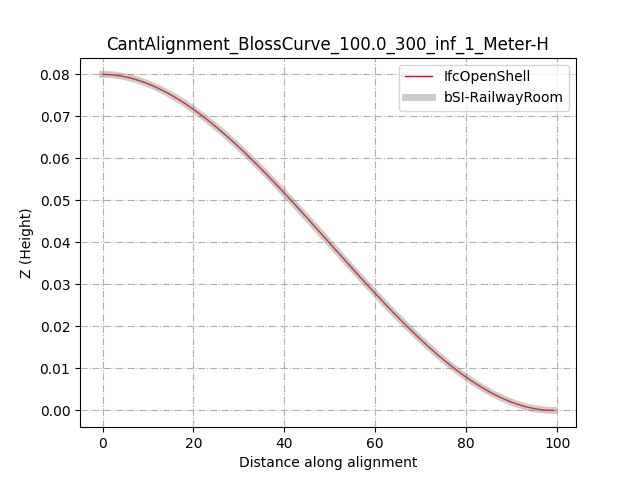 CantAlignment_BlossCurve_100.0_300_inf_1_Meter-H
IfcOpenShell
bSI-RailwayRoom
Z (Height)
0.08
0.07
0.06
0.05
0.04
0.03
0.02
0.01
0.00
0 20 40 60 80 100
Distance along alignment